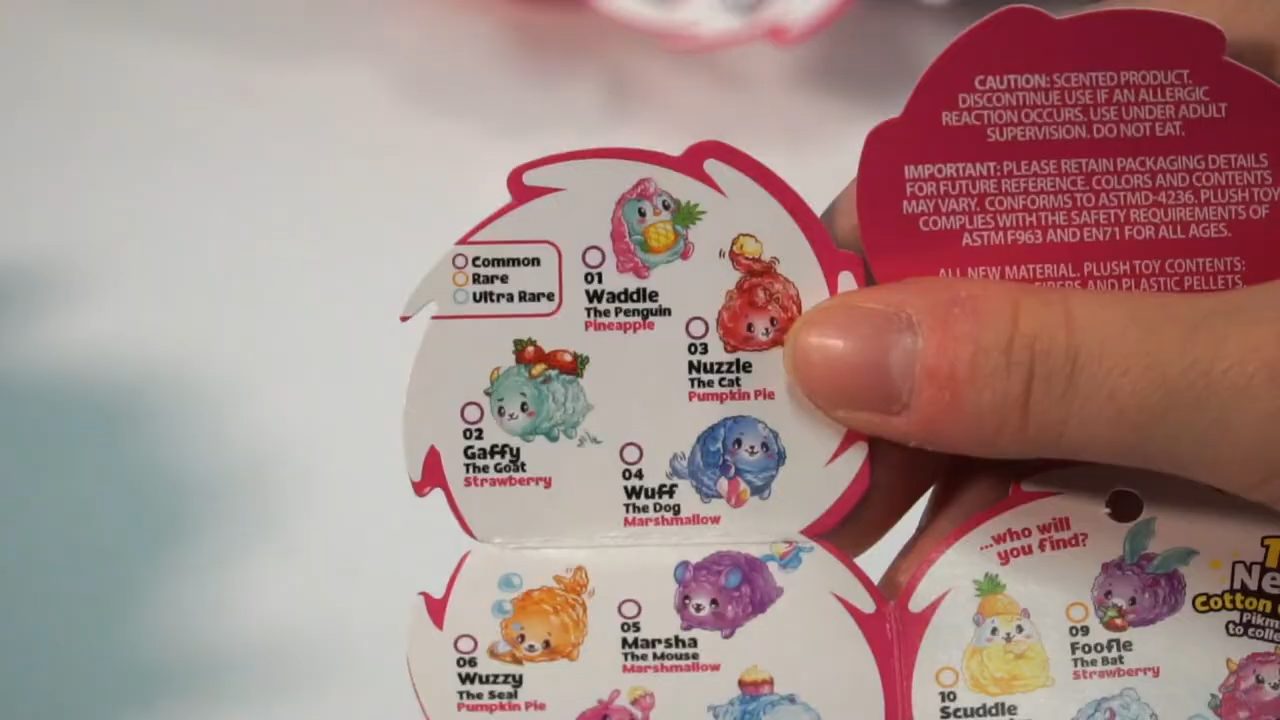 CAUTION: SCENTED PRODUCT.
DISCONTINUE USE IF AN ALLERGIC
REACTION OCCURS. USE UNDER ADULT
SUPERVISION. DO NOT EAT.
IMPORTANT: PLEASE RETAIN PACKAGING DETAILS
FOR FUTURE REFERENCE. COLORS AND CONTENTS
MAY VARY. CONFORMS TO ASTMD-4236. PLUSH TOY
COMPLIES WITH THE SAFETY REQUIREMENTS OF
ASTM F963 AND EN71 FOR ALL AGES.
ALL NEW MATERIAL. PLUSH TOY CONTENTS:
AND PLASTIC PELLETS.
Common
Rare
Ultra Rare
01
Waddle
The Penguin
Pineapple
03
Nuzzle
The Cat
Pumpkin Pie
02
Gaffy
The Goat
Strawberry
04
Wuff
The Dog
Marshmallow
05
Marsha
The Mouse
Marshmallow
06
Wuzzy
The Seal
Pumpkin Pie
...who will
you find?
09
Foofle
The Bat
Strawberry
10
Scuddle
Cotton
to